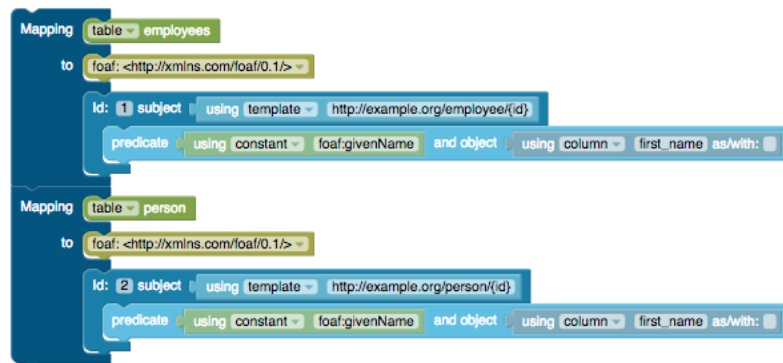 Mapping table employees
to foaf: <http://xmlns.com/foaf/0.1/>
Id: 1 subject using template http://example.org/employee/{id}
predicate using constant foaf:givenName and object using column first_name as/with:
Mapping table person
to foaf: <http://xmlns.com/foaf/0.1/>
Id: 2 subject using template http://example.org/person/{id}
predicate using constant foaf:givenName and object using column first_name as/with: